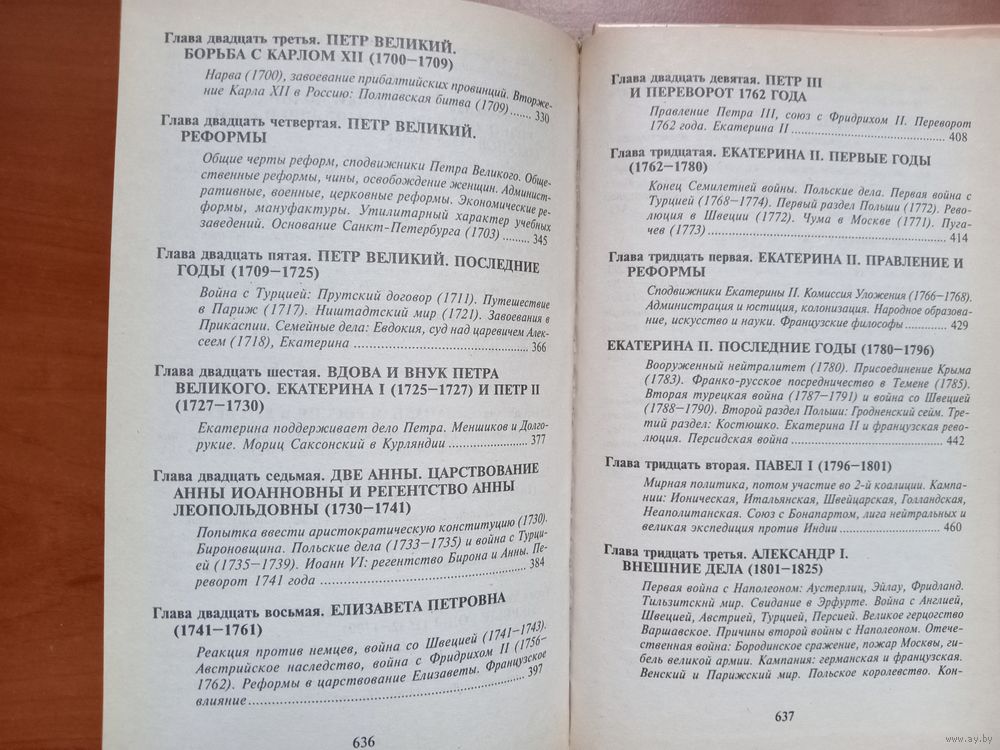 Глава двадцать третья. ПЕТР ВЕЛИКИЙ.
БОРЬБА С КАРЛОМ XII (1700—1709)
Нарва (1700), завоевание прибалтийских провинций. Вторже-
ние Карла XII в Россию: Полтавская битва (1709) ...... 330
Глава двадцать четвертая. ПЕТР ВЕЛИКИЙ.
РЕФОРМЫ
Общие черты реформ, сподвижники Петра Великого. Обще-
ственные реформы, чины, освобождение женщин. Админист-
ративные, военные, церковные реформы. Экономические ре-
формы, мануфактуры. Утилитарный характер учебных
заведений. Основание Санкт-Петербурга (1703) ......... 345
Глава двадцать пятая. ПЕТР ВЕЛИКИЙ. ПОСЛЕДНИЕ
ГОДЫ (1709—1725)
Война с Турцией: Прутский договор (1711). Путешествие
в Париж (1717). Ништадтский мир (1721). Завоевания в
Прикаспии. Семейные дела: Евдокия, суд над царевичем Алек-
сеем (1718), Екатерина ........................ 366
Глава двадцать шестая. ВДОВА И ВНУК ПЕТРА
ВЕЛИКОГО. ЕКАТЕРИНА I (1725—1727) И ПЕТР II
(1727—1730)
Екатерина поддерживает дело Петра. Меншиков и Долго-
рукие. Мориц Саксонский в Курляндии .................. 377
Глава двадцать седьмая. ДВЕ АННЫ. ЦАРСТВОВАНИЕ
АННЫ ИОАННОВНЫ И РЕГЕНТСТВО АННЫ
ЛЕОПОЛЬДОВНЫ (1730—1741)
Попытка ввести аристократическую конституцию (1730).
Бироновщина. Польские дела (1733—1735) и война с Турци-
ей (1735—1739). Иоанн VI: регентство Бирона и Анны. Пе-
реворот 1741 года ........................ 384
Глава двадцать восьмая. ЕЛИЗАВЕТА ПЕТРОВНА
(1741—1761)
Реакция против немцев, война со Швецией (1741—1743).
Австрийское наследство, война с Фридрихом II (1756—
1762). Реформы в царствование Елизаветы. Французское
влияние ........................ 397
636
Глава двадцать девятая. ПЕТР III
И ПЕРЕВОРОТ 1762 ГОДА
Правление Петра III, союз с Фридрихом II. Переворот
1762 года. Екатерина II ........................ 408
Глава тридцатая. ЕКАТЕРИНА II. ПЕРВЫЕ ГОДЫ
(1762—1780)
Конец Семилетней войны. Польские дела. Первая война с
Турцией (1768—1774). Первый раздел Польши (1772). Рево-
люция в Швеции (1772). Чума в Москве (1771). Пуга-
чев (1773) ........................ 414
Глава тридцать первая. ЕКАТЕРИНА II. ПРАВЛЕНИЕ И
РЕФОРМЫ
Сподвижники Екатерины II. Комиссия Уложения (1766—1768).
Администрация и юстиция, колонизация. Народное образова-
ние, искусство и науки. Французские философы ........ 429
ЕКАТЕРИНА II. ПОСЛЕДНИЕ ГОДЫ (1780—1796)
Вооруженный нейтралитет (1780). Присоединение Крыма
(1783). Франко-русское посредничество в Темене (1785).
Вторая турецкая война (1787—1791) и война со Швецией
(1788—1790). Второй раздел Польши: Гродненский сейм. Тре-
тий раздел: Костюшко. Екатерина II и французская рево-
люция. Персидская война ........................ 442
Глава тридцать вторая. ПАВЕЛ I (1796—1801)
Мирная политика, потом участие во 2-й коалиции. Кампа-
нии: Ионическая, Итальянская, Швейцарская, Голландская,
Неаполитанская. Союз с Бонапартом, лига нейтральных и
великая экспедиция против Индии ................. 460
Глава тридцать третья. АЛЕКСАНДР I.
ВНЕШНИЕ ДЕЛА (1801—1825)
Первая война с Наполеоном: Аустерлиц, Эйлау, Фридланд.
Тильзитский мир. Свидание в Эрфурте. Война с Англией,
Швецией, Австрией, Турцией, Персией. Великое герцогство
Варшавское. Причины второй войны с Наполеоном. Отече-
ственная война: Бородинское сражение, пожар Москвы, ги-
бель великой армии. Кампания: германская и французская.
Венский и Парижский мир. Польское королевство. Кон-
637
www.ay.by